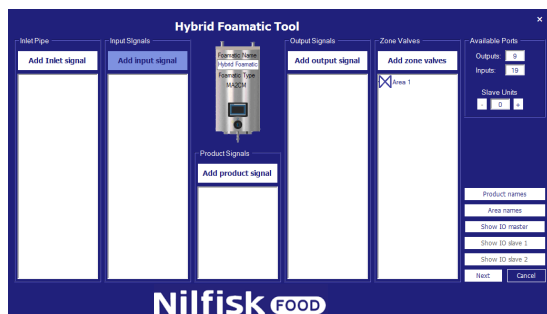 Hybrid Foamatic Tool
×
Inlet Pipe
Add Inlet signal
Input Signals
Add input signal
Foamatic Name
Hybrid Foamatic
Foamatic Type
MA2CM
Product Signals
Add product signal
Output Signals
Add output signal
Zone Valves
Add zone valves
Area 1
Available Ports
Outputs: 9
Inputs: 19
Slave Units
- 0 +
Product names
Area names
Show IO master
Show IO slave 1
Show IO slave 2
Next Cancel
Nilfisk FOOD